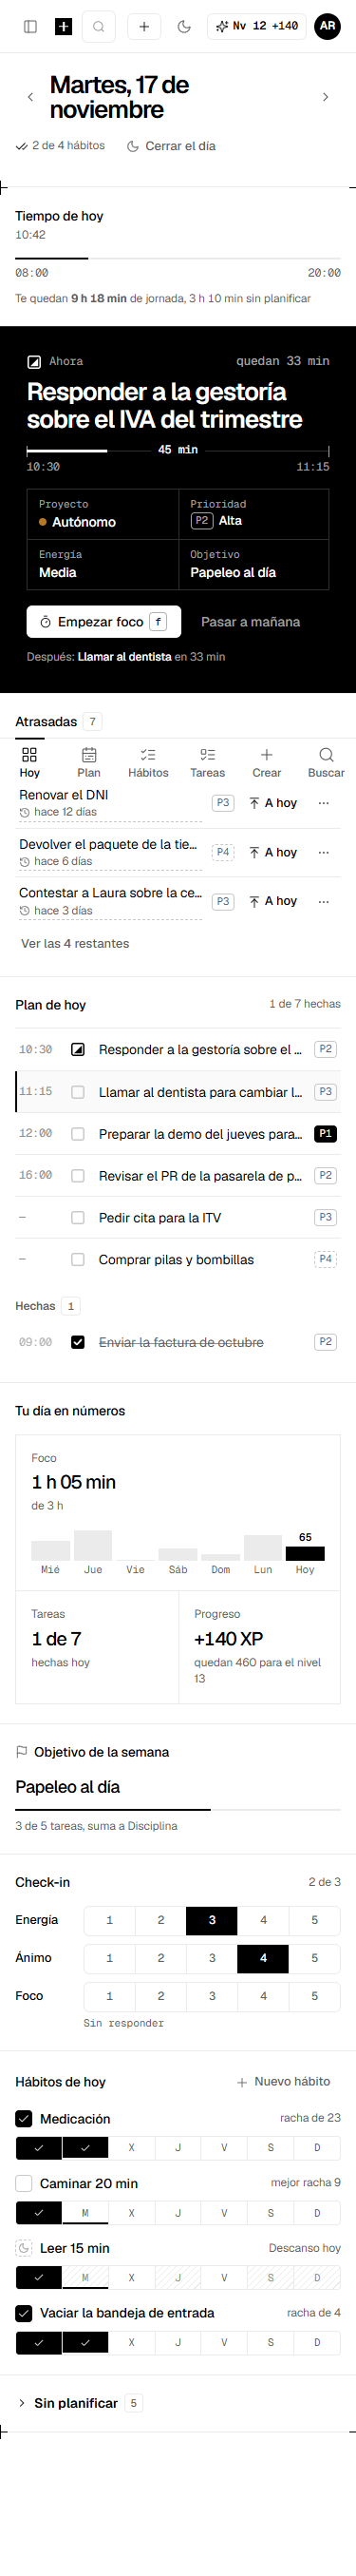 Nv 12 +140
AR
Martes, 17 de
noviembre
2 de 4 hábitos
Cerrar el día
Tiempo de hoy
10:42
08:00
20:00
Te quedan 9 h 18 min de jornada, 3 h 10 min sin planificar
Ahora
quedan 33 min
Responder a la gestoría
sobre el IVA del trimestre
45 min
10:30
11:15
Proyecto
Autónomo
Prioridad
P2 Alta
Energía
Media
Objetivo
Papeleo al día
Empezar foco f
Pasar a mañana
Después: Llamar al dentista en 33 min
Atrasadas 7
Hoy
Plan
Hábitos
Tareas
Crear
Buscar
Renovar el DNI
hace 12 días
P3
A hoy
Devolver el paquete de la tie...
hace 6 días
P4
A hoy
Contestar a Laura sobre la ce...
hace 3 días
P3
A hoy
Ver las 4 restantes
Plan de hoy
1 de 7 hechas
10:30 Responder a la gestoría sobre el ... P2
11:15 Llamar al dentista para cambiar l... P3
12:00 Preparar la demo del jueves para... P1
16:00 Revisar el PR de la pasarela de p... P2
– Pedir cita para la ITV P3
– Comprar pilas y bombillas P4
Hechas 1
09:00 Enviar la factura de octubre P2
Tu día en números
Foco
1 h 05 min
de 3 h
65
Mié Jue Vie Sáb Dom Lun Hoy
Tareas
1 de 7
hechas hoy
Progreso
+140 XP
quedan 460 para el nivel
13
Objetivo de la semana
Papeleo al día
3 de 5 tareas, suma a Disciplina
Check-in
2 de 3
Energía 1 2 3 4 5
Ánimo 1 2 3 4 5
Foco 1 2 3 4 5
Sin responder
Hábitos de hoy
Nuevo hábito
Medicación
racha de 23
X J V S D
Caminar 20 min
mejor racha 9
M X J V S D
Leer 15 min
Descanso hoy
M X J V S D
Vaciar la bandeja de entrada
racha de 4
X J V S D
Sin planificar 5